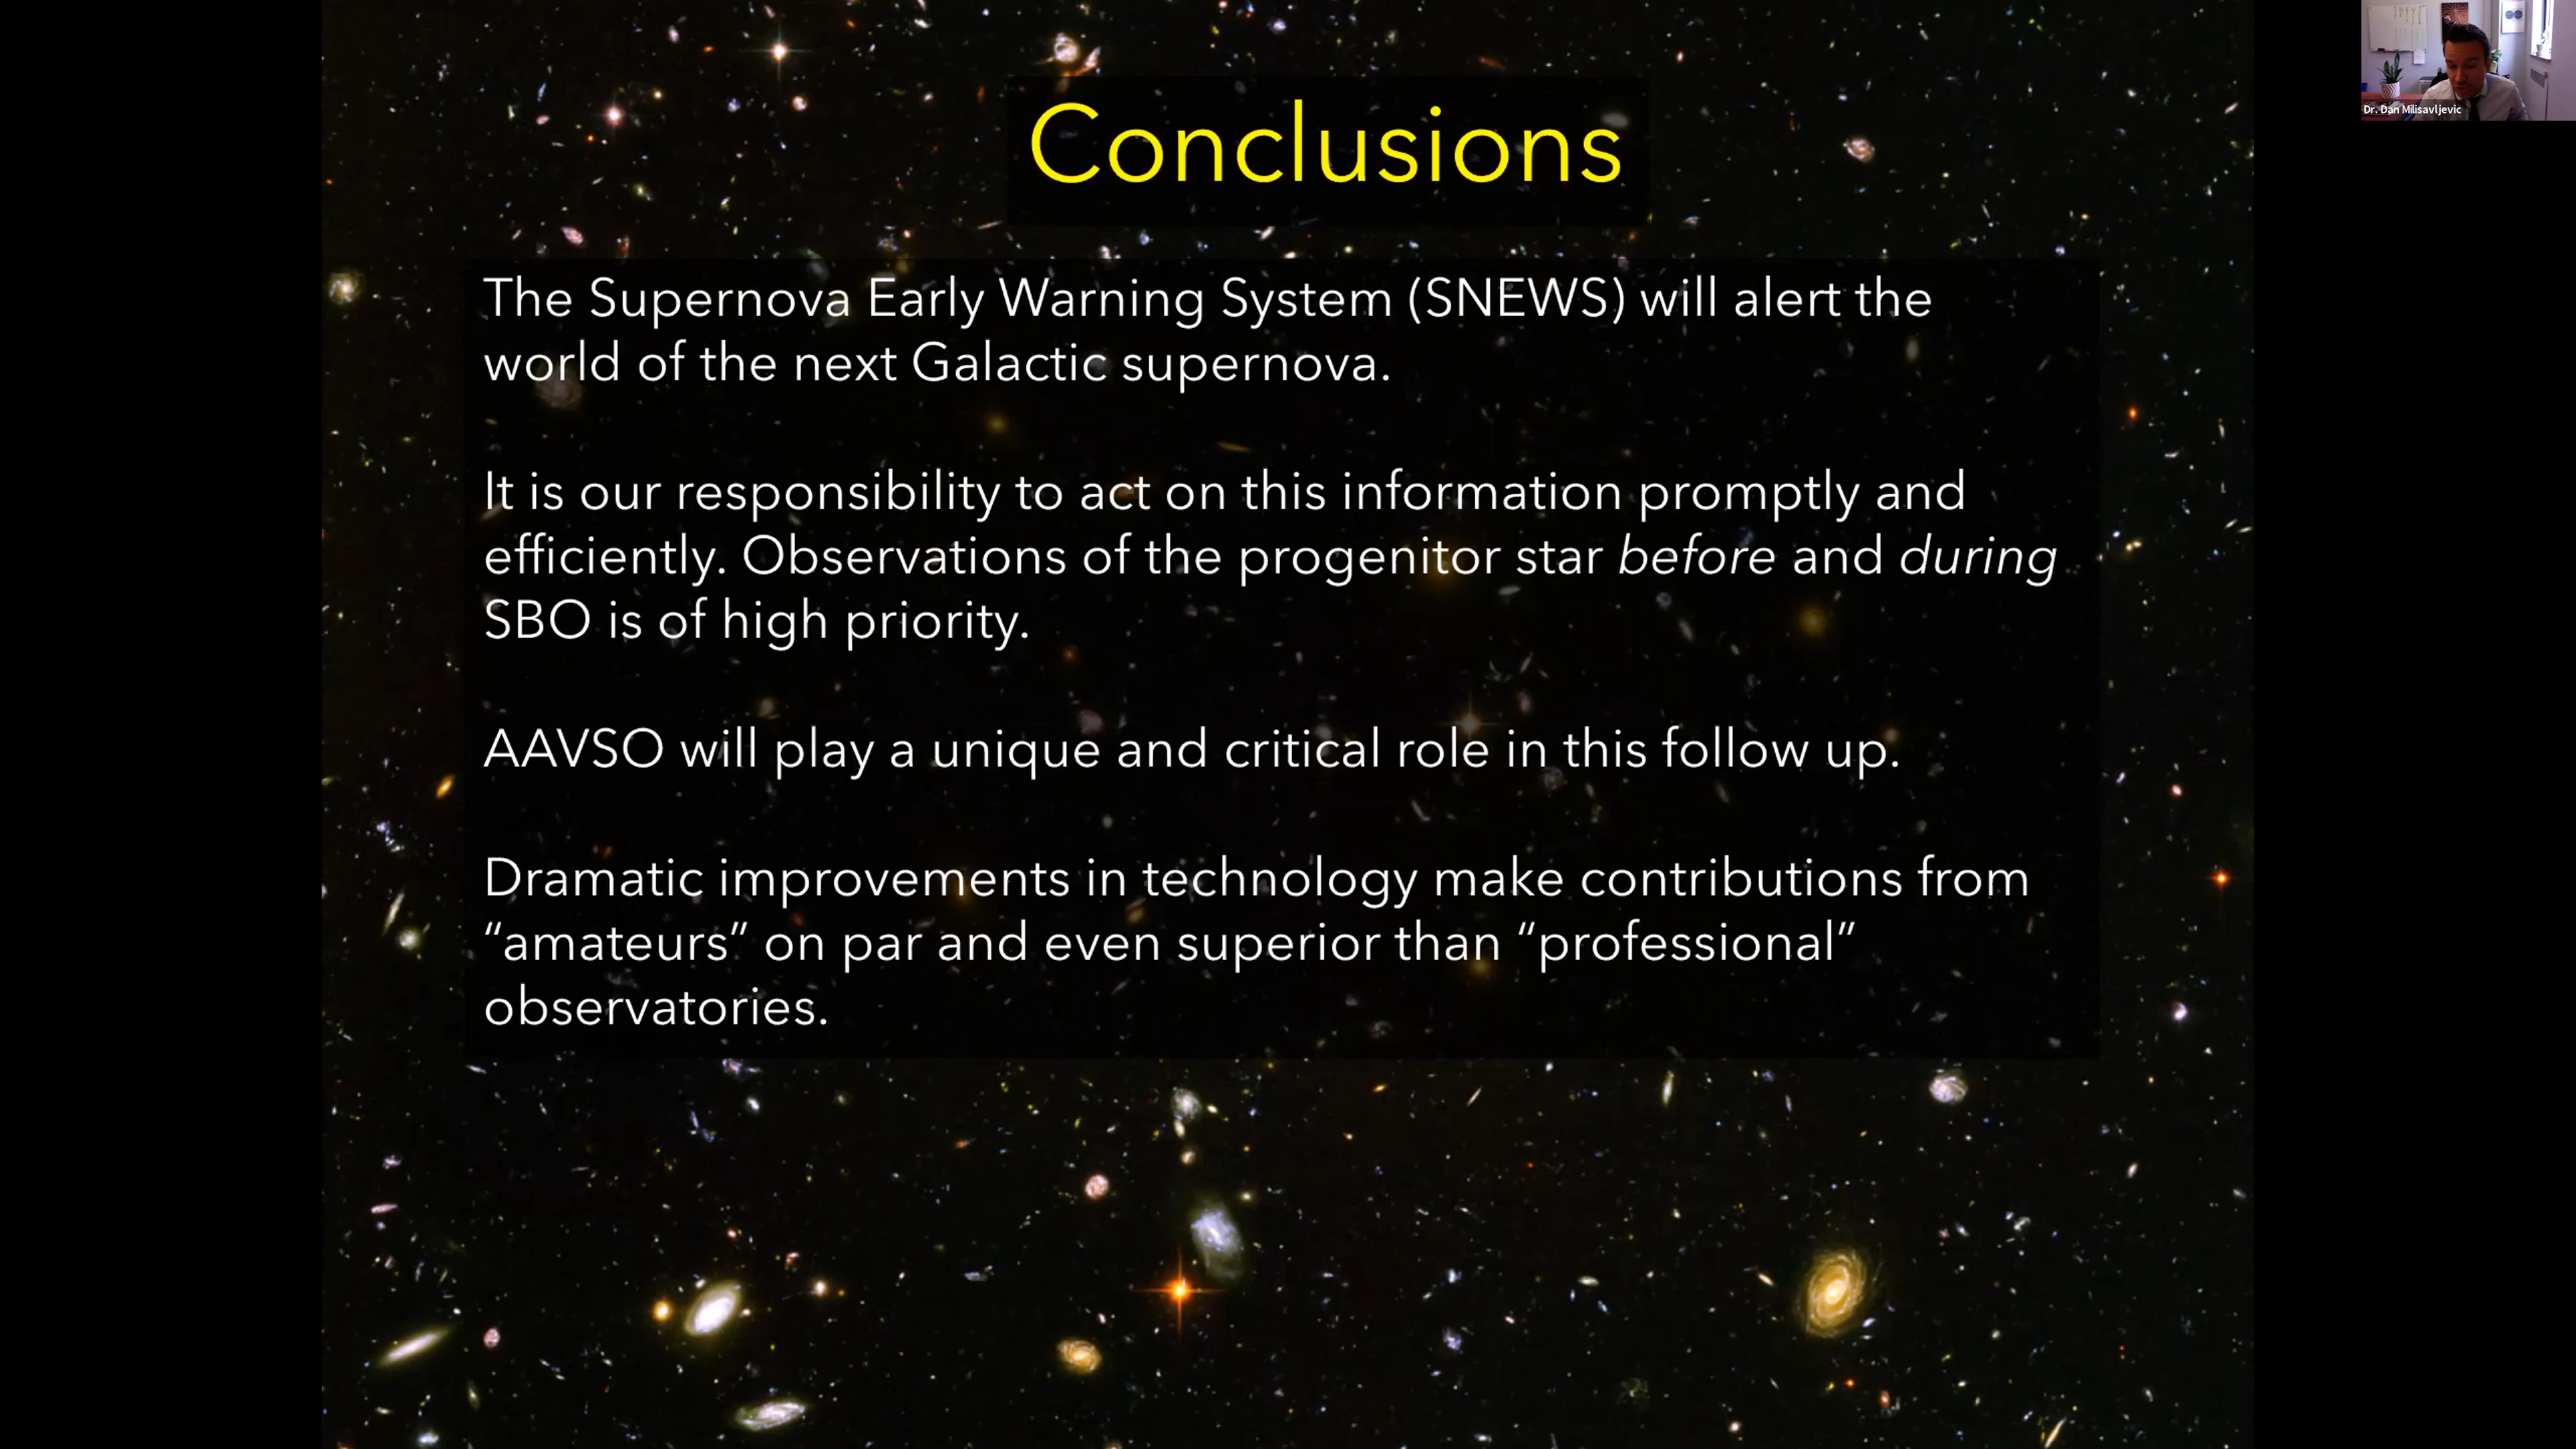 Conclusions
Dr. Dan Milisavljevic
The Supernova Early Warning System (SNEWS) will alert the
world of the next Galactic supernova.
It is our responsibility to act on this information promptly and
efficiently. Observations of the progenitor star before and during
SBO is of high priority.
AAVSO will play a unique and critical role in this follow up.
Dramatic improvements in technology make contributions from
“amateurs” on par and even superior than “professional”
observatories.